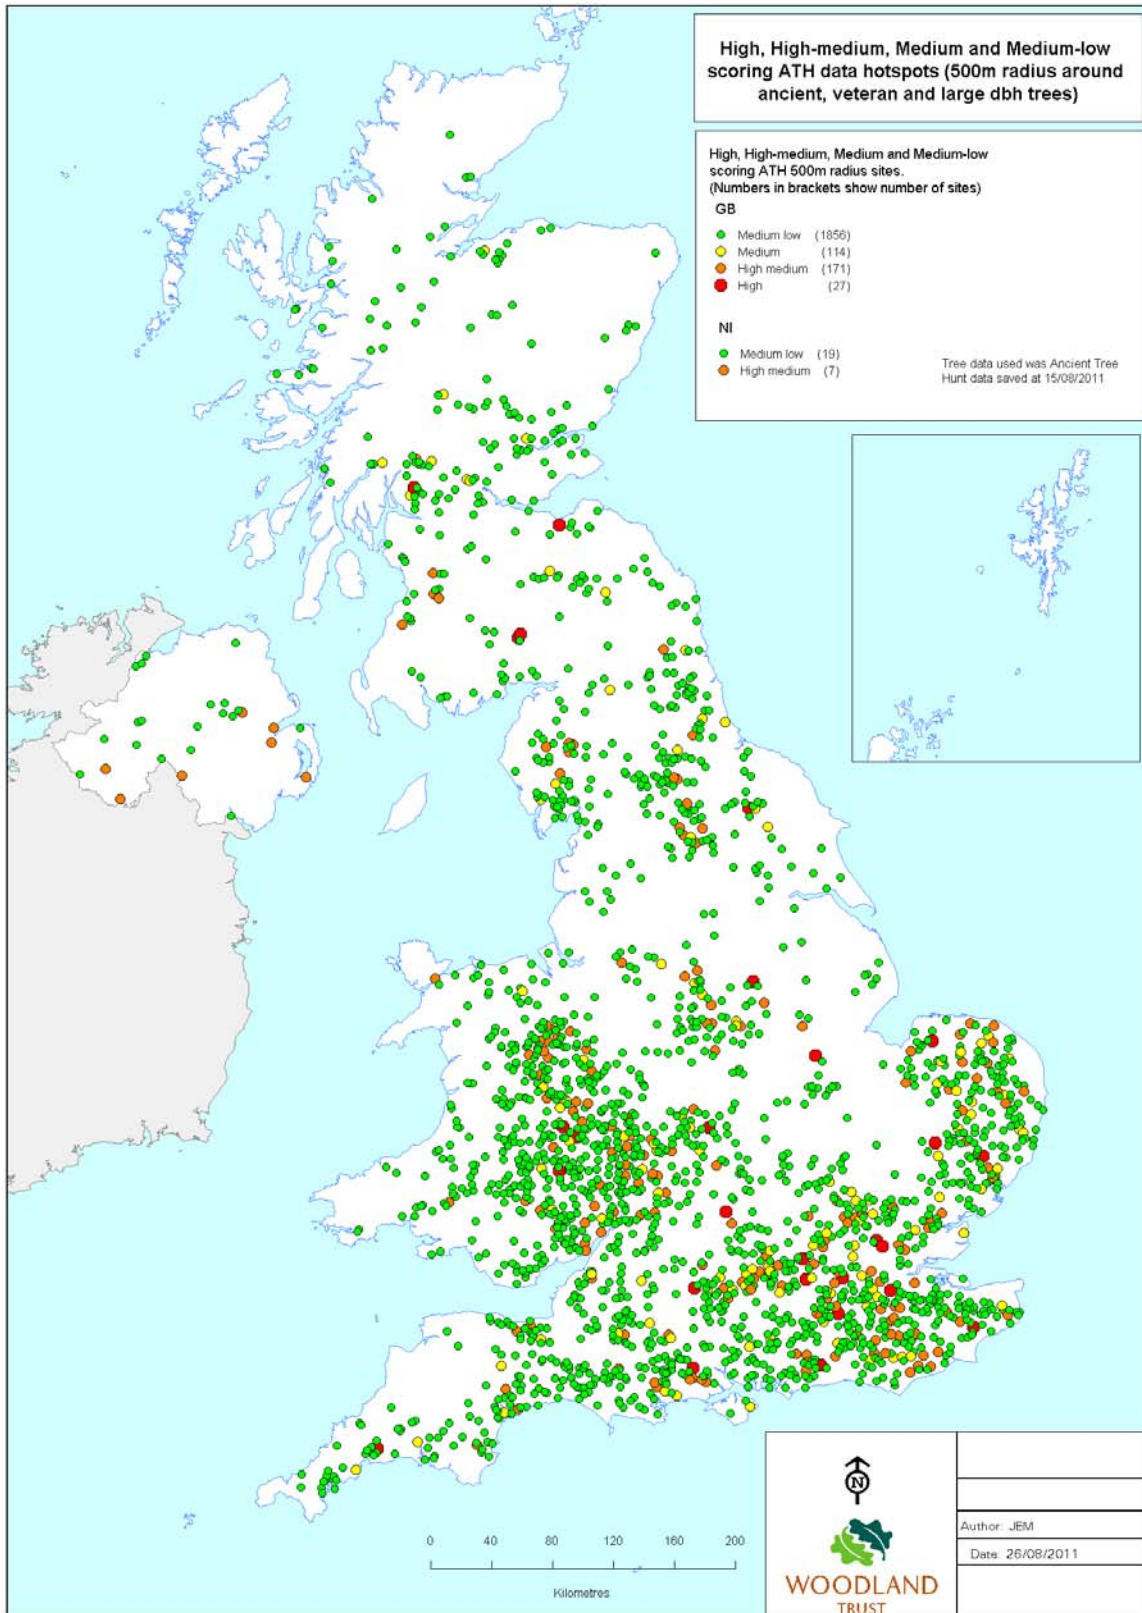 High, High-medium, Medium and Medium-low
scoring ATH data hotspots (500m radius around
ancient, veteran and large dbh trees)
High, High-medium, Medium and Medium-low
scoring ATH 500m radius sites.
(Numbers in brackets show number of sites)
GB
Medium low (1856)
Medium (114)
High medium (171)
High (27)
NI
Medium low (19)
High medium (7)
Tree data used was Ancient Tree
Hunt data saved at 15/08/2011
N
0 40 80 120 160 200
Kilometres
WOODLAND
TRUST
Author: JEM
Date: 26/08/2011